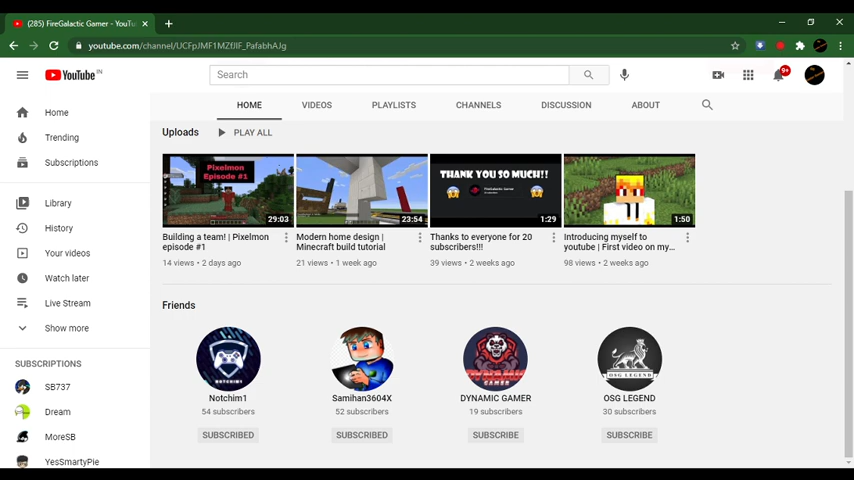 (285) FireGalactic Gamer - YouTu
youtube.com/channel/UCFpJMF1MZfJIF_PafabhAJg
YouTube IN
Search
9+
HOME VIDEOS PLAYLISTS CHANNELS DISCUSSION ABOUT
Home
Trending
Subscriptions
Library
History
Your videos
Watch later
Live Stream
Show more
SUBSCRIPTIONS
SB737
Dream
MoreSB
YesSmartyPie
Uploads PLAY ALL
Pixelmon
Episode #1
29:03
23:54
THANK YOU SO MUCH!!
FireGalactic Gamer
1:29
1:50
Building a team! | Pixelmon
episode #1
14 views • 2 days ago
Modern home design |
Minecraft build tutorial
21 views • 1 week ago
Thanks to everyone for 20
subscribers!!!
39 views • 2 weeks ago
Introducing myself to
youtube | First video on my...
98 views • 2 weeks ago
Friends
NOTCHIM1
DYNAMIC
GAMER
OSG LEGEND
Notchim1
54 subscribers
SUBSCRIBED
Samihan3604X
52 subscribers
SUBSCRIBED
DYNAMIC GAMER
19 subscribers
SUBSCRIBE
OSG LEGEND
30 subscribers
SUBSCRIBE